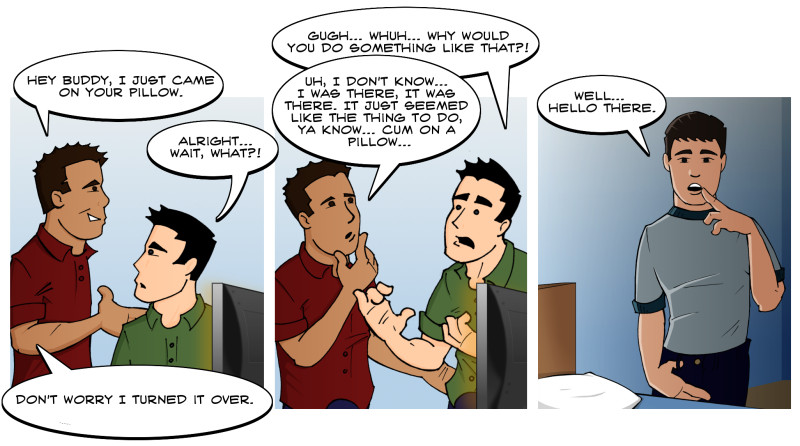 HEY BUDDY, I JUST CAME
ON YOUR PILLOW.
ALRIGHT...
WAIT, WHAT?!
DON'T WORRY I TURNED IT OVER.
GUGH... WHUH... WHY WOULD
YOU DO SOMETHING LIKE THAT?!
UH, I DON'T KNOW...
I WAS THERE, IT WAS
THERE. IT JUST SEEMED
LIKE THE THING TO DO,
YA KNOW... CUM ON A
PILLOW...
WELL...
HELLO THERE.